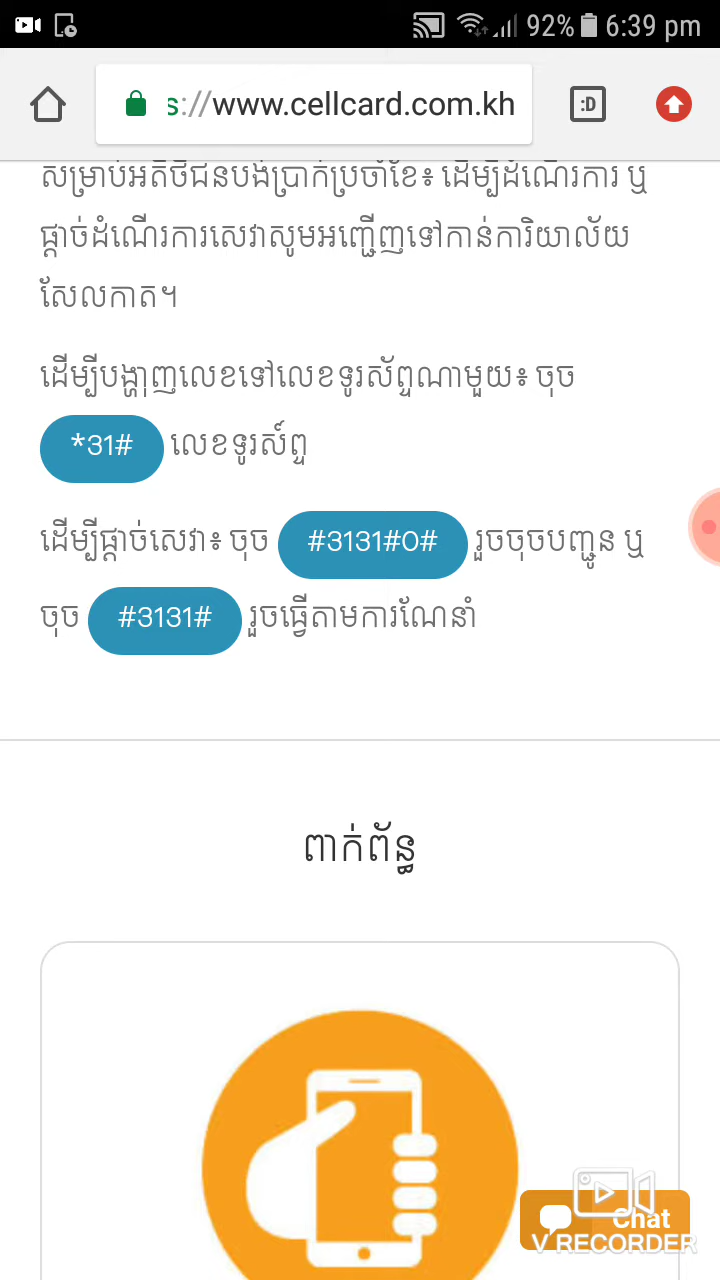 92% 6:39 pm
s://www.cellcard.com.kh :D
សម្រាប់អតិថិជនបង់ប្រាក់ប្រចាំខែ៖ ដើម្បីដំណើរការ ឬ
ផ្តាច់ដំណើរការសេវាសូមអញ្ជើញទៅកាន់ការិយាល័យ
សែលកាត។
ដើម្បីបង្ហាញលេខទៅលេខទូរស័ព្ទណាមួយ៖ ចុច
*31# លេខទូរស័ព្ទ
ដើម្បីផ្តាច់សេវា៖ ចុច #3131#0# រួចចុចបញ្ជូន ឬ
ចុច #3131# រួចធ្វើតាមការណែនាំ
ពាក់ព័ន្ធ
Chat
V RECORDER